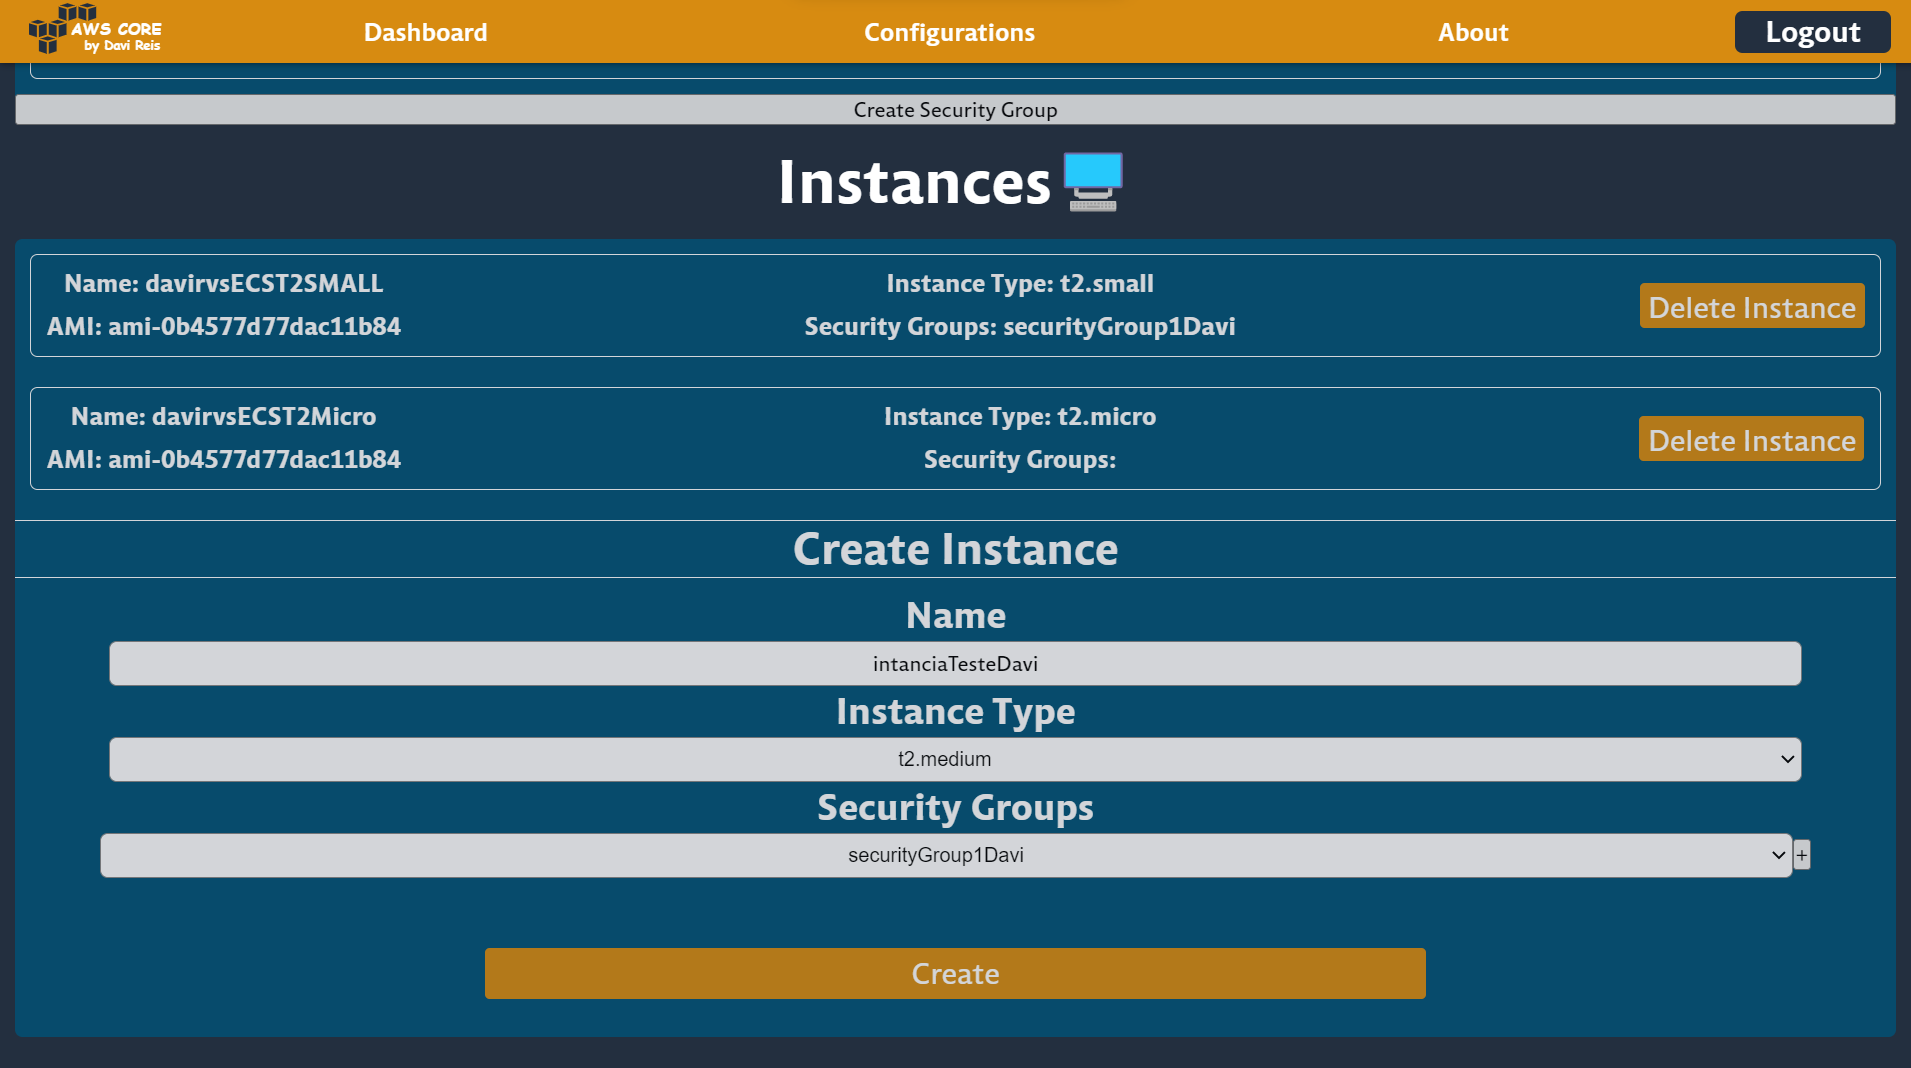 AWS CORE
by Davi Reis
Dashboard
Configurations
About
Logout
Create Security Group
Instances
Name: davirvsECST2SMALL
Instance Type: t2.small
AMI: ami-0b4577d77dac11b84
Security Groups: securityGroup1Davi
Delete Instance
Name: davirvsECST2Micro
Instance Type: t2.micro
AMI: ami-0b4577d77dac11b84
Security Groups:
Delete Instance
Create Instance
Name
intanciaTesteDavi
Instance Type
t2.medium
Security Groups
securityGroup1Davi
+
Create